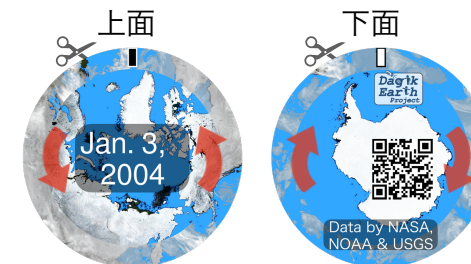 上面
下面
Jan. 3,
2004
Dagik
Earth
Project
Data by NASA,
NOAA & USGS